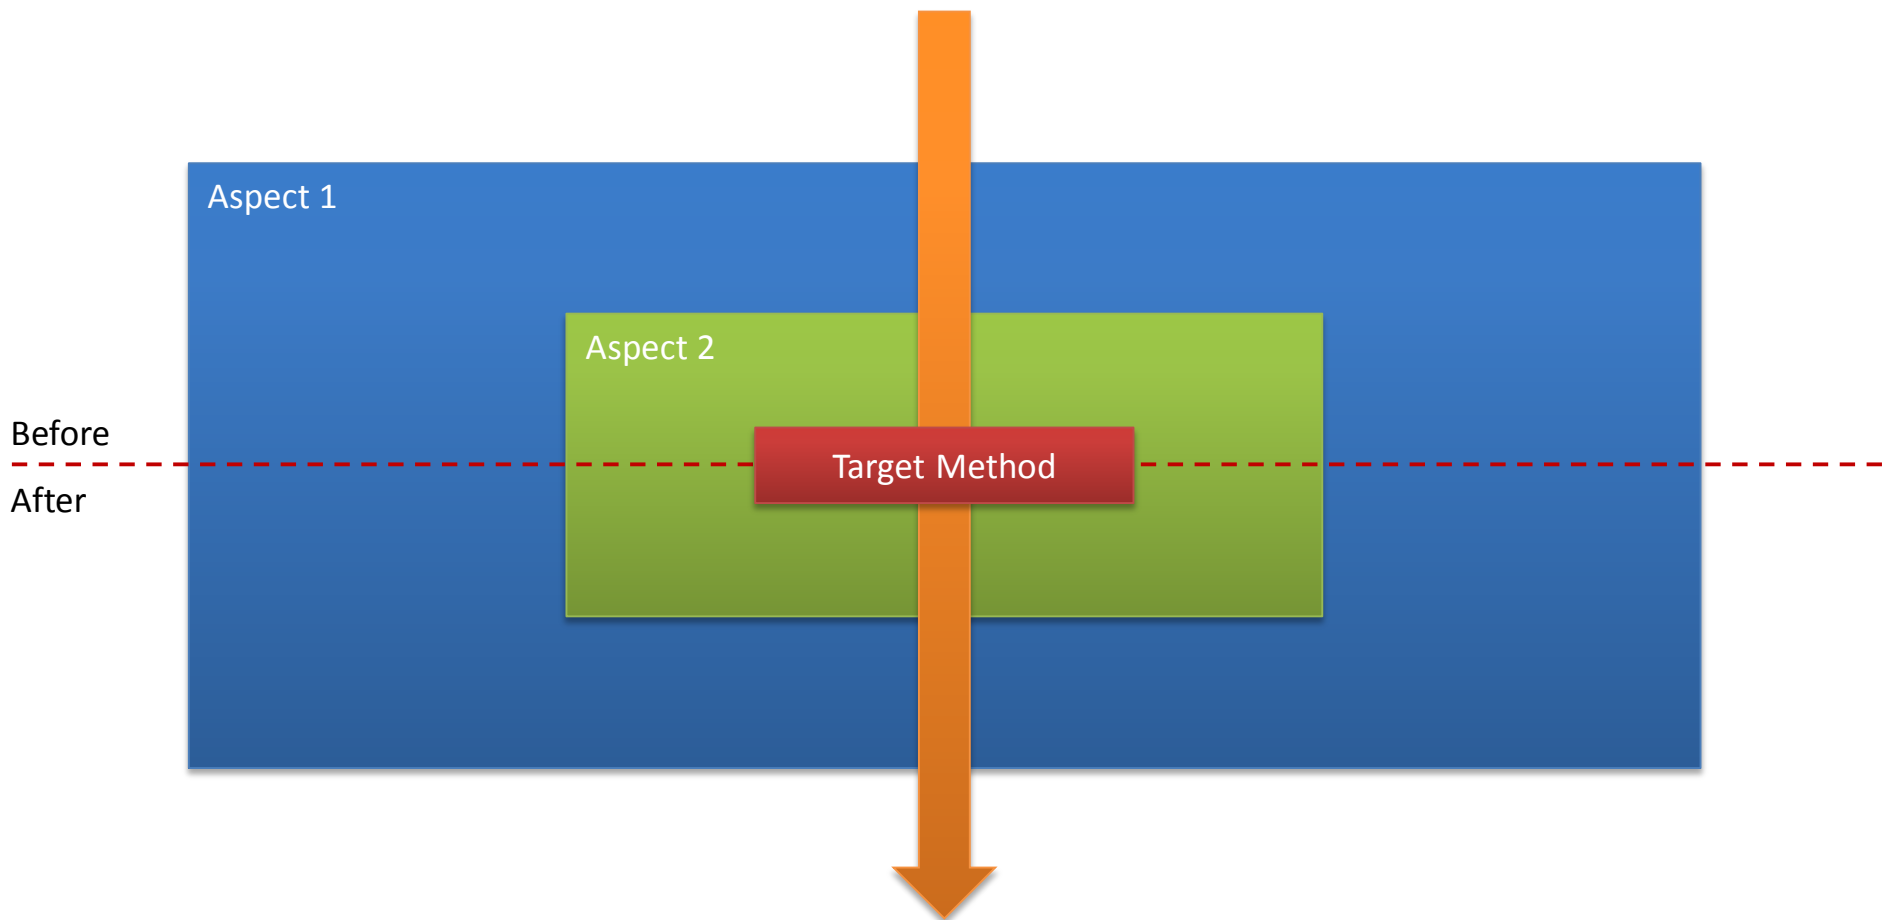 Aspect 1
Aspect 2
Before
Target Method
After